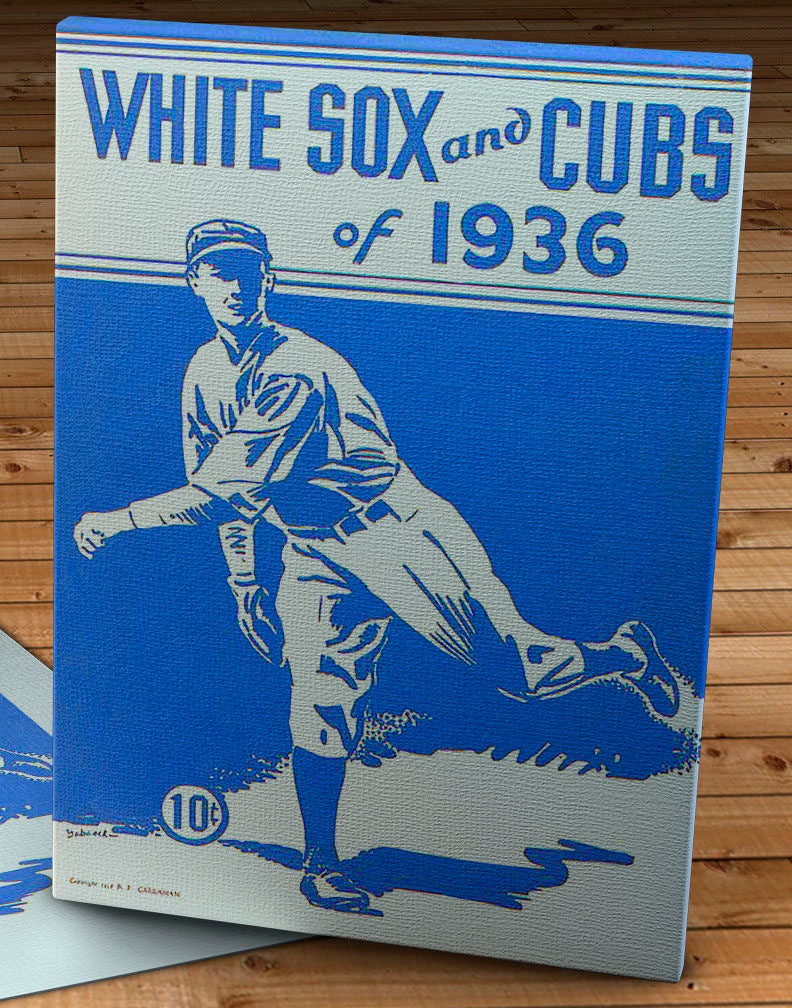 WHITE SOX and CUBS
of 1936
10¢